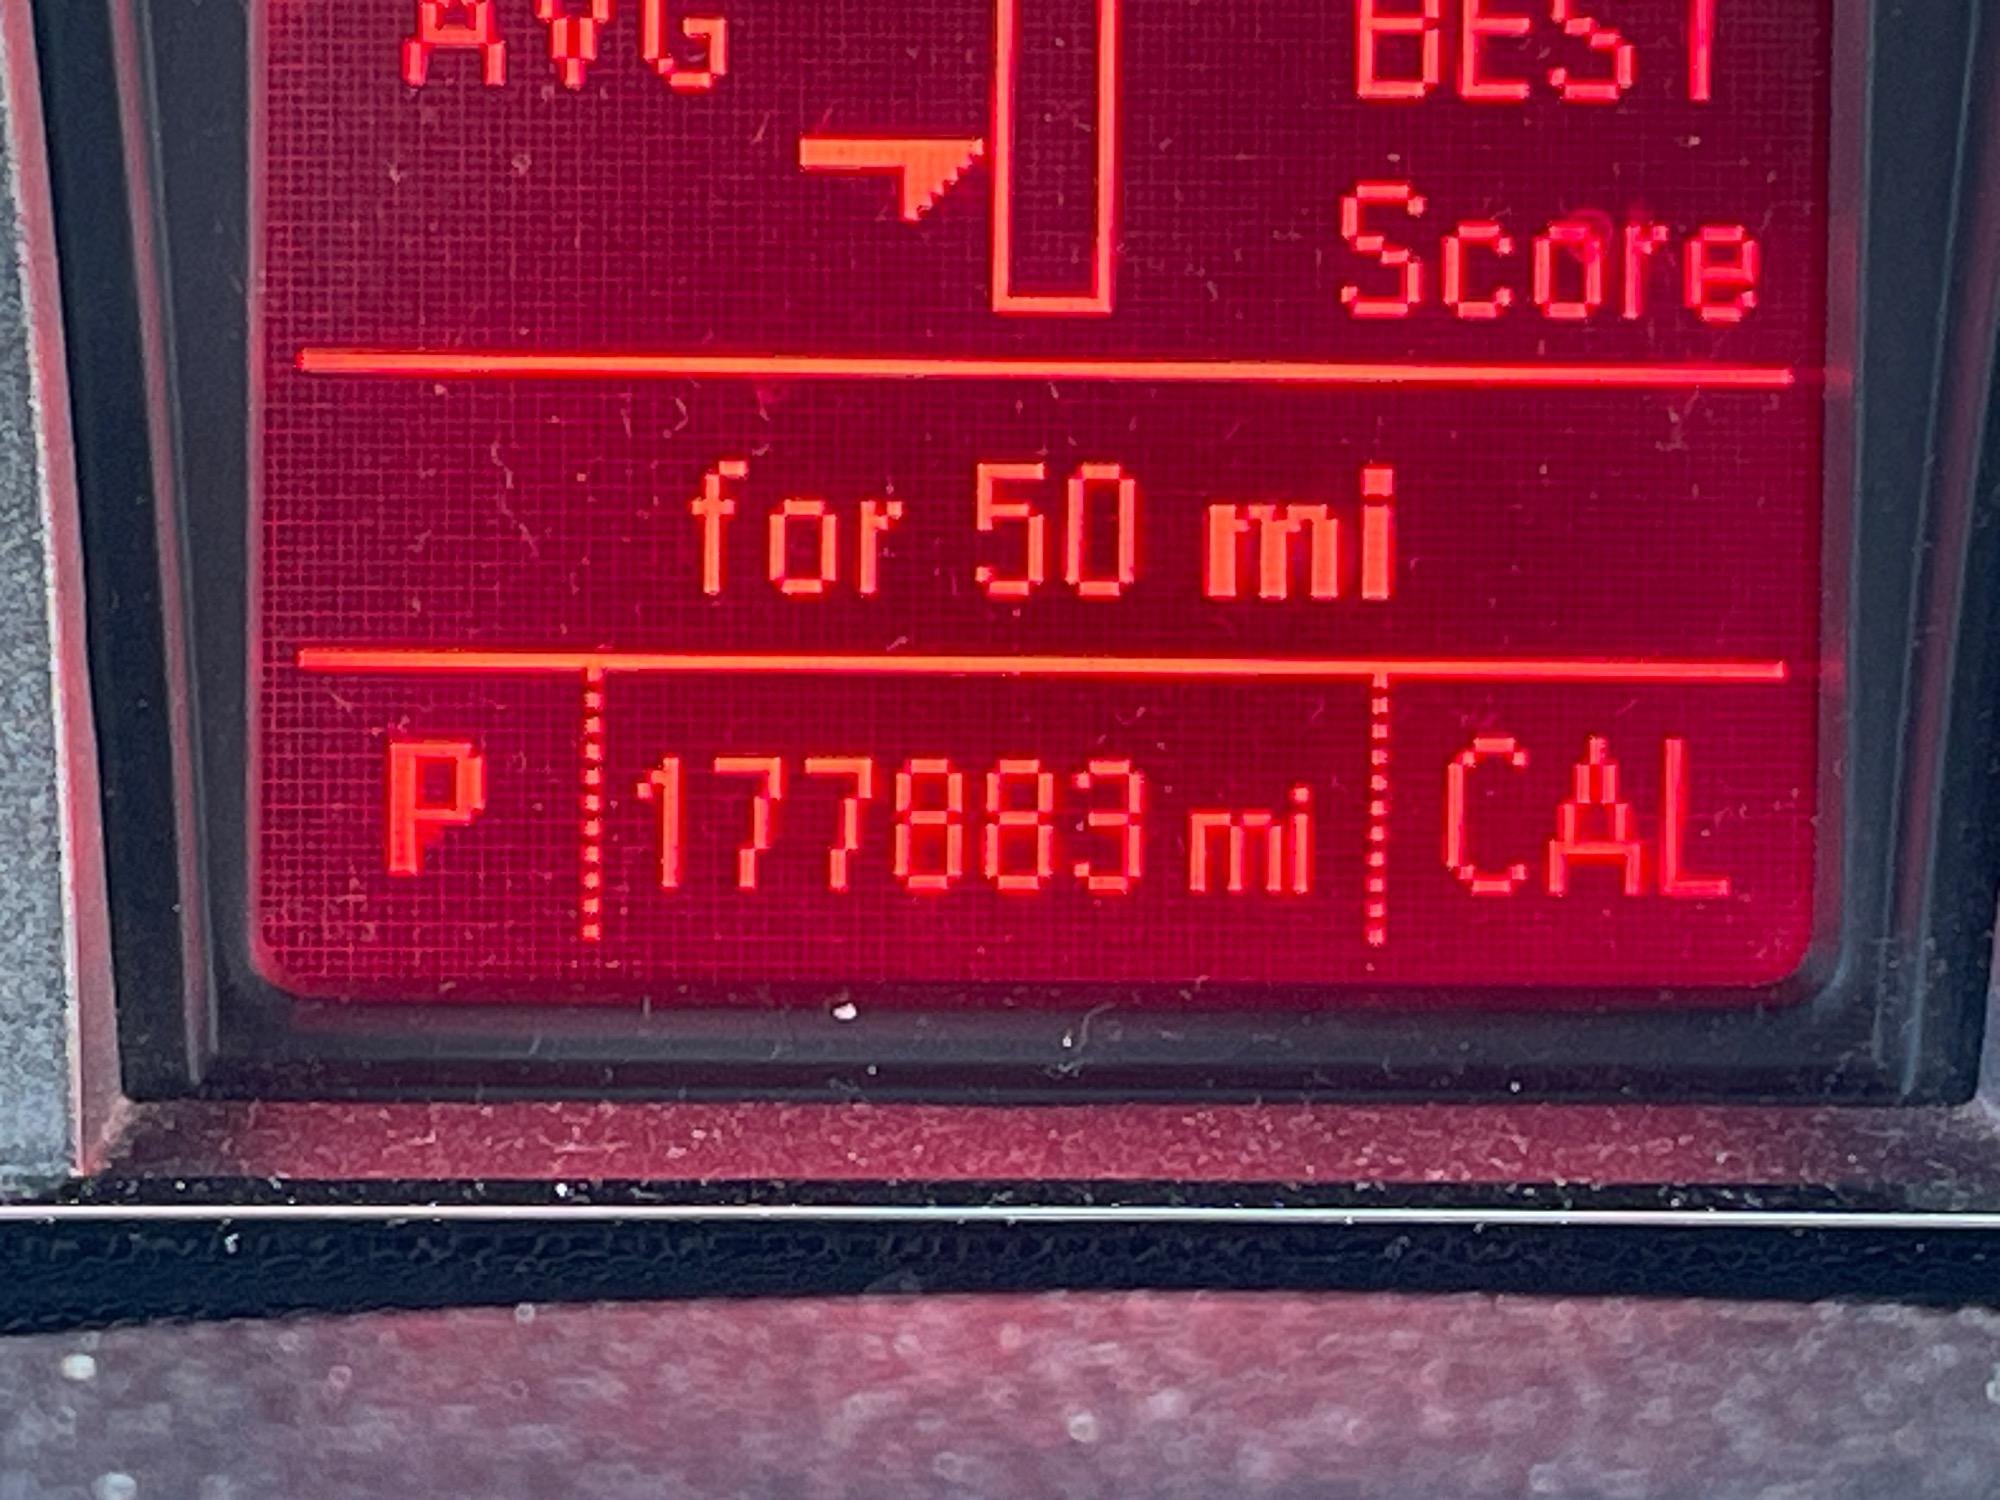 AVG BEST
Score
for 50 mi
P 177883 mi CAL